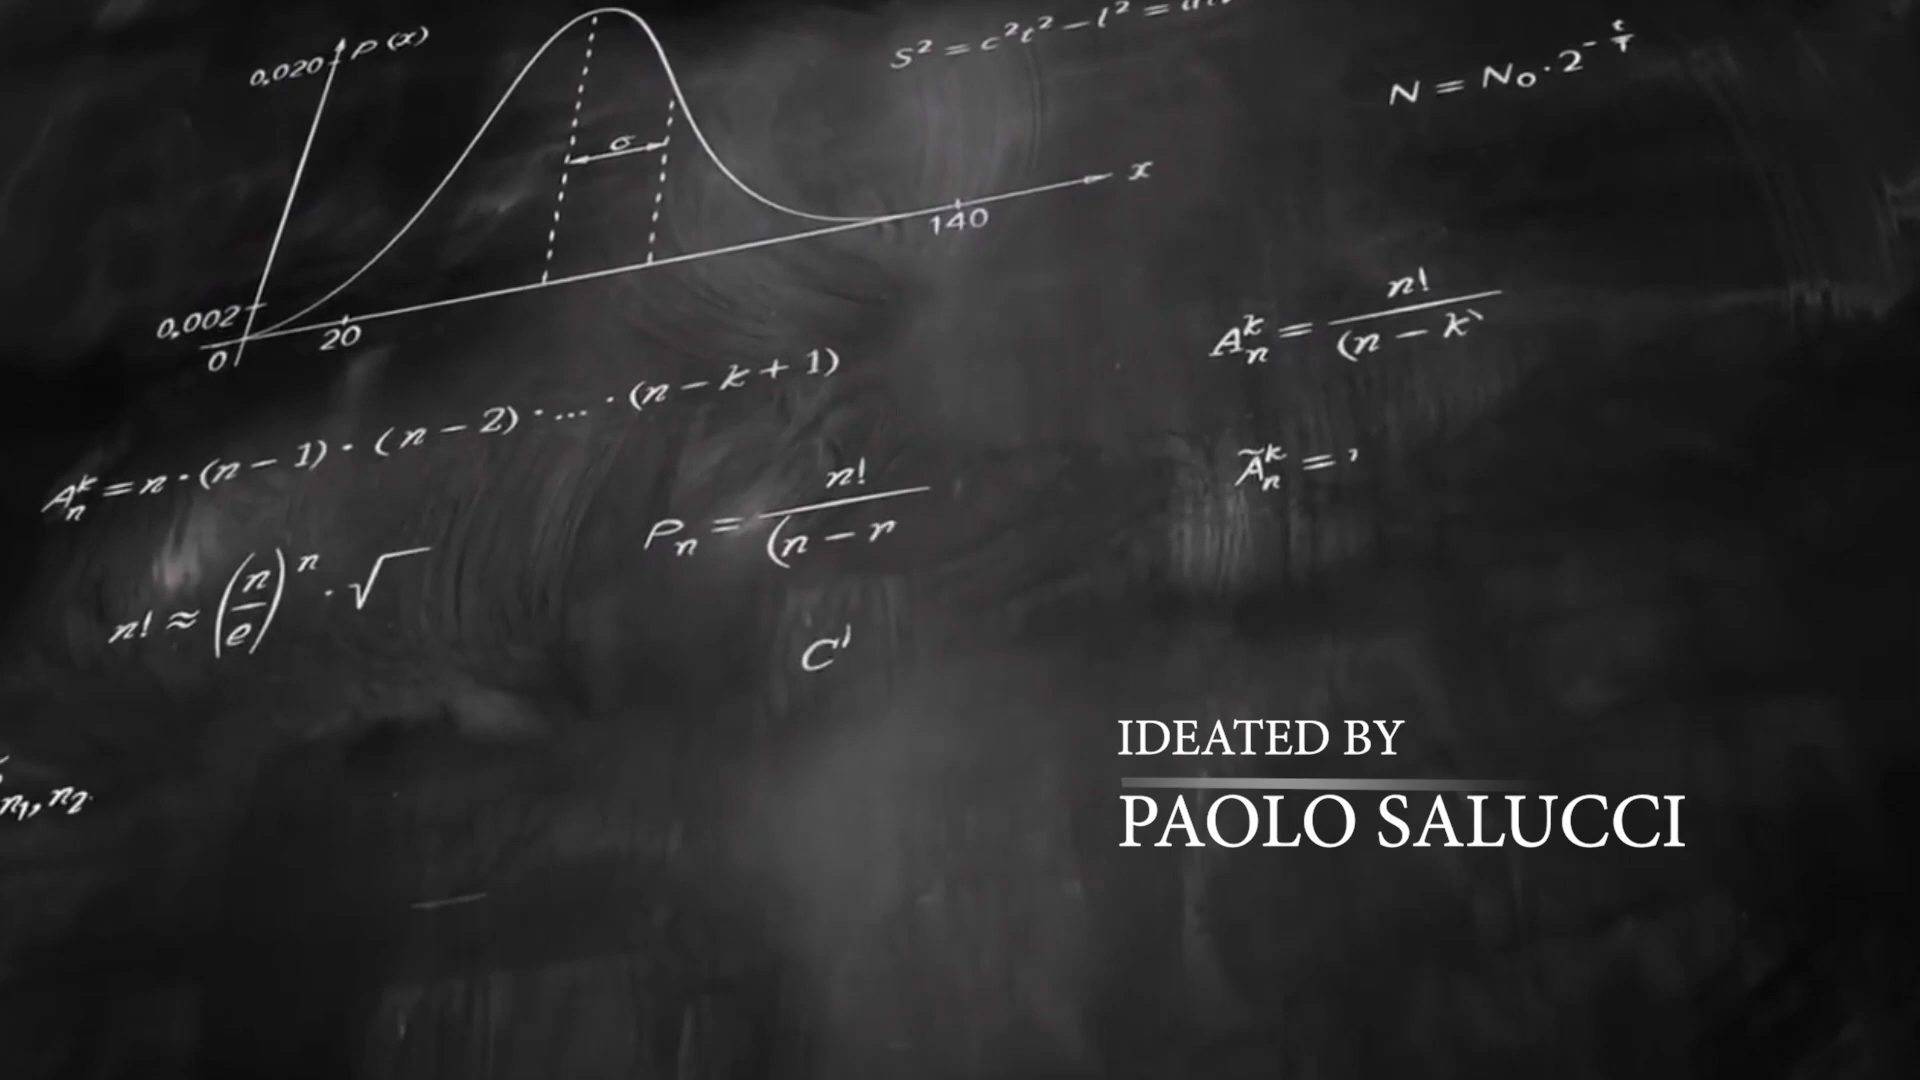 0,020 P(x)
S² = c²t² − l² =
N = N₀ · 2^(−t/T)
σ
x
140
0,002
0
20
Aₙᵏ = n!/(n − k
Aₙᵏ = n · (n − 1) · (n − 2) · ... · (n − k + 1)
Ãₙᵏ =
Pₙ = n!/(n − r
n! ≈ (n/e)ⁿ · √
C
n₁, n₂
IDEATED BY
PAOLO SALUCCI